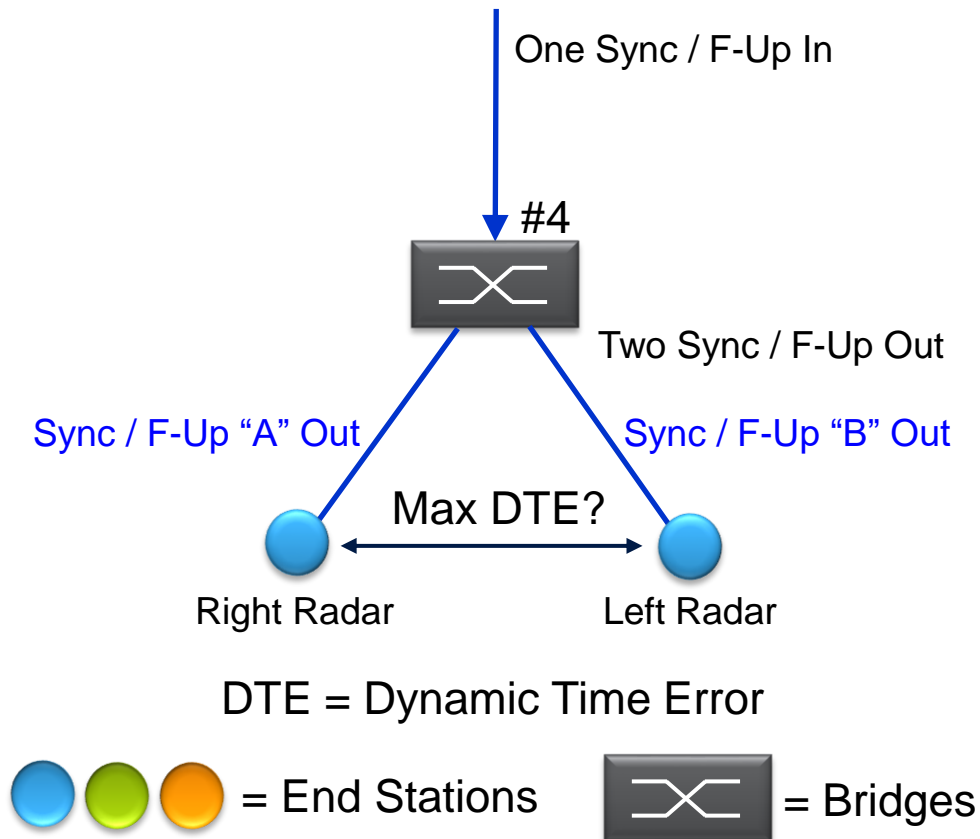 One Sync / F-Up In
#4
Two Sync / F-Up Out
Sync / F-Up “A” Out
Sync / F-Up “B” Out
Max DTE?
Right Radar
Left Radar
DTE = Dynamic Time Error
= End Stations
= Bridges